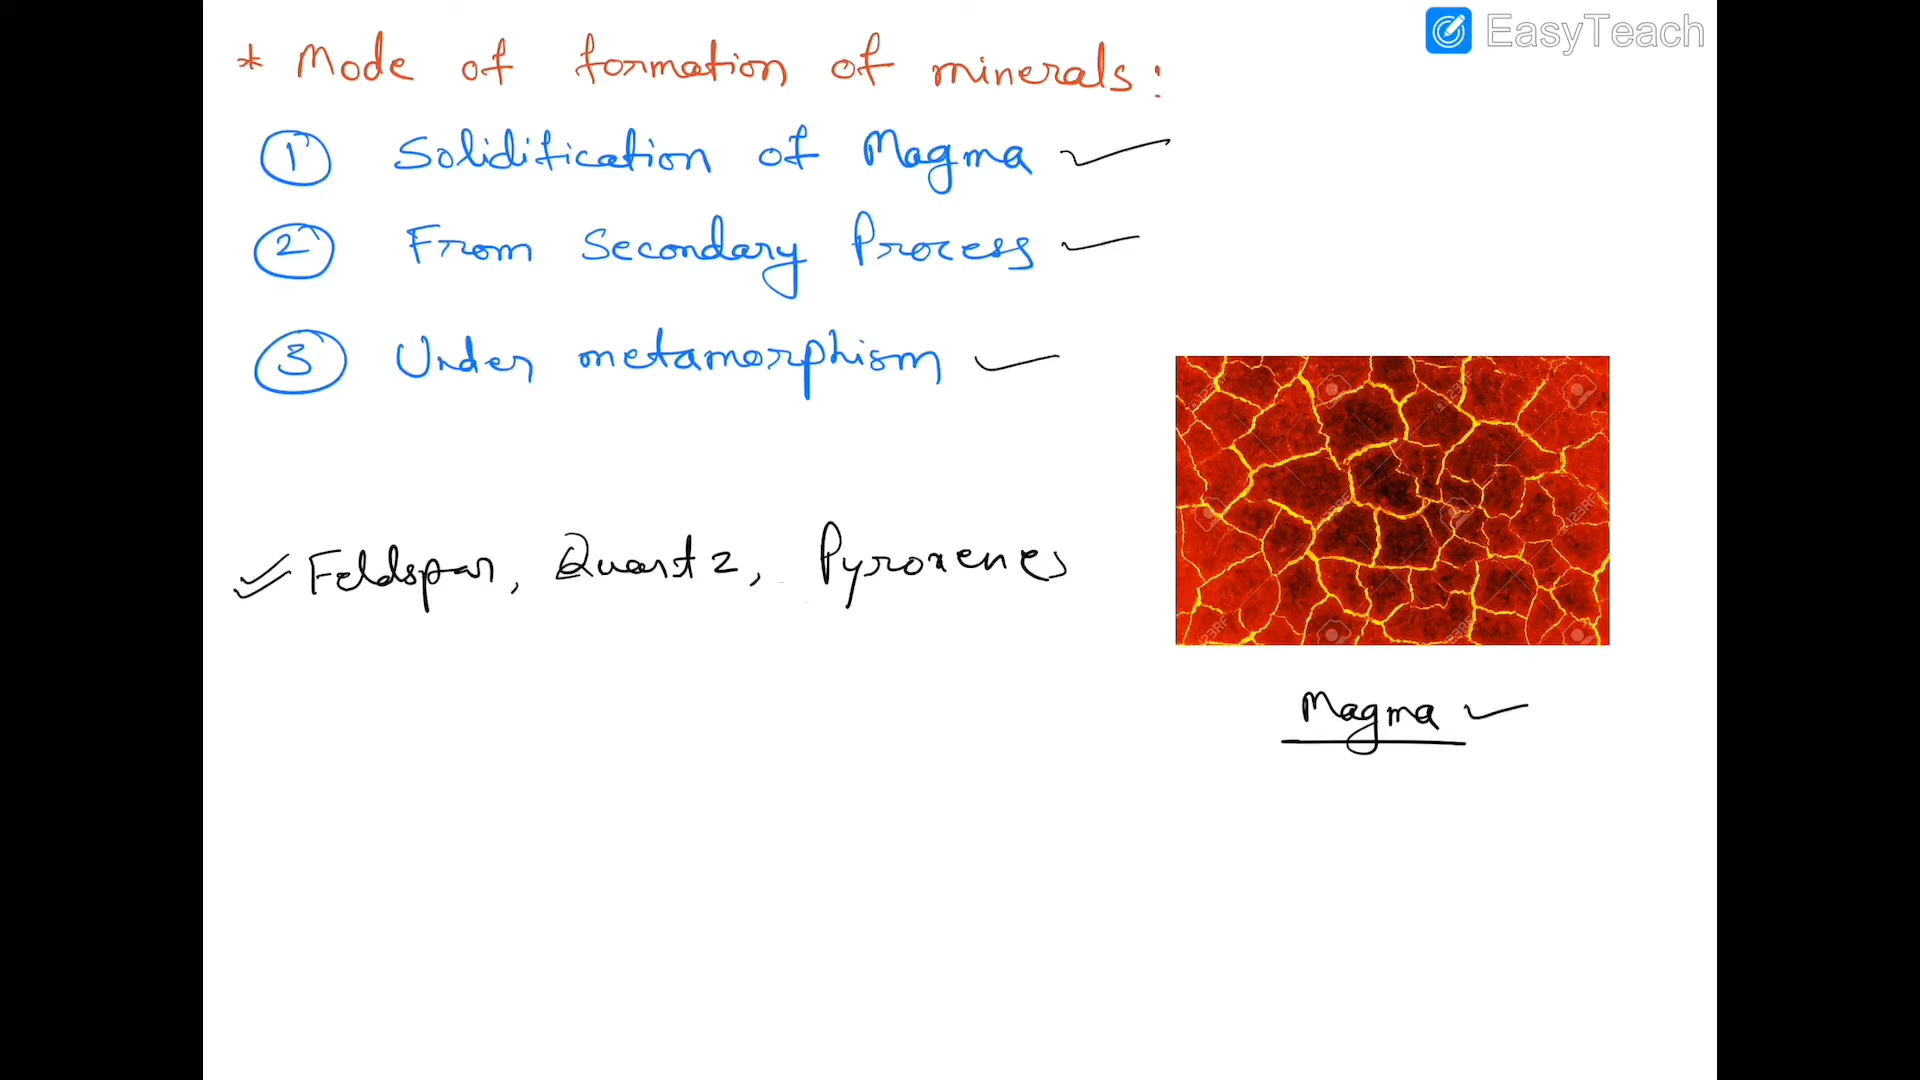 EasyTeach
* Mode of formation of minerals:
1 Solidification of Magma
2 From Secondary Process
3 Under metamorphism
Feldspar, Quartz, Pyroxenes
123RF
Magma